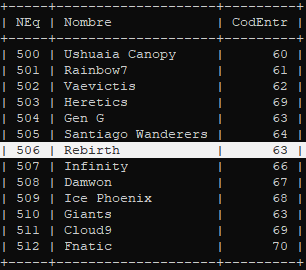 +-----+--------------------+---------+
| NEq | Nombre | CodEntr |
+-----+--------------------+---------+
| 500 | Ushuaia Canopy | 60 |
| 501 | Rainbow7 | 61 |
| 502 | Vaevictis | 62 |
| 503 | Heretics | 69 |
| 504 | Gen G | 63 |
| 505 | Santiago Wanderers | 64 |
| 506 | Rebirth | 63 |
| 507 | Infinity | 66 |
| 508 | Damwon | 67 |
| 509 | Ice Phoenix | 68 |
| 510 | Giants | 63 |
| 511 | Cloud9 | 69 |
| 512 | Fnatic | 70 |
+-----+--------------------+---------+